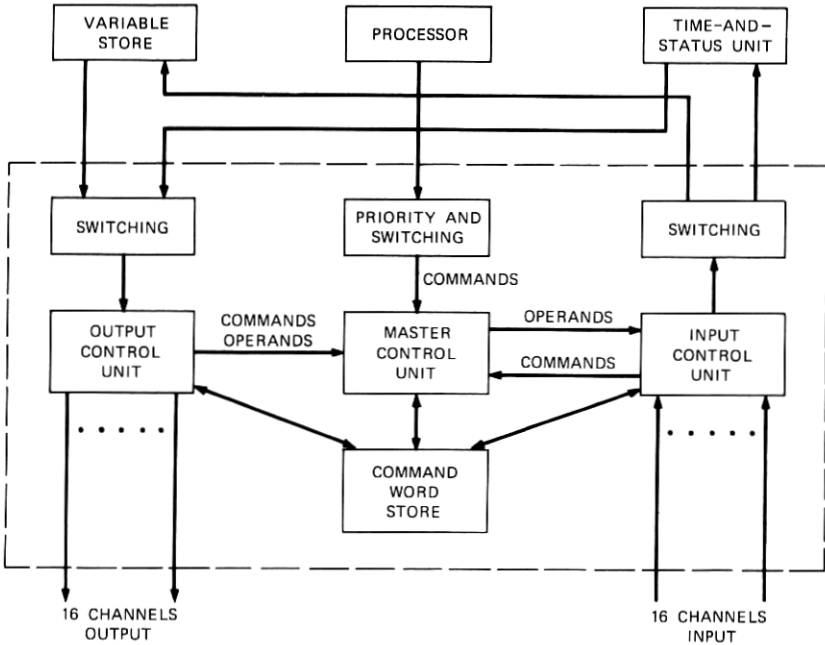 VARIABLE
STORE
PROCESSOR
TIME-AND-
STATUS UNIT
SWITCHING
PRIORITY AND
SWITCHING
SWITCHING
COMMANDS
OUTPUT
CONTROL
UNIT
COMMANDS
OPERANDS
MASTER
CONTROL
UNIT
OPERANDS
COMMANDS
INPUT
CONTROL
UNIT
COMMAND
WORD
STORE
16 CHANNELS
OUTPUT
16 CHANNELS
INPUT